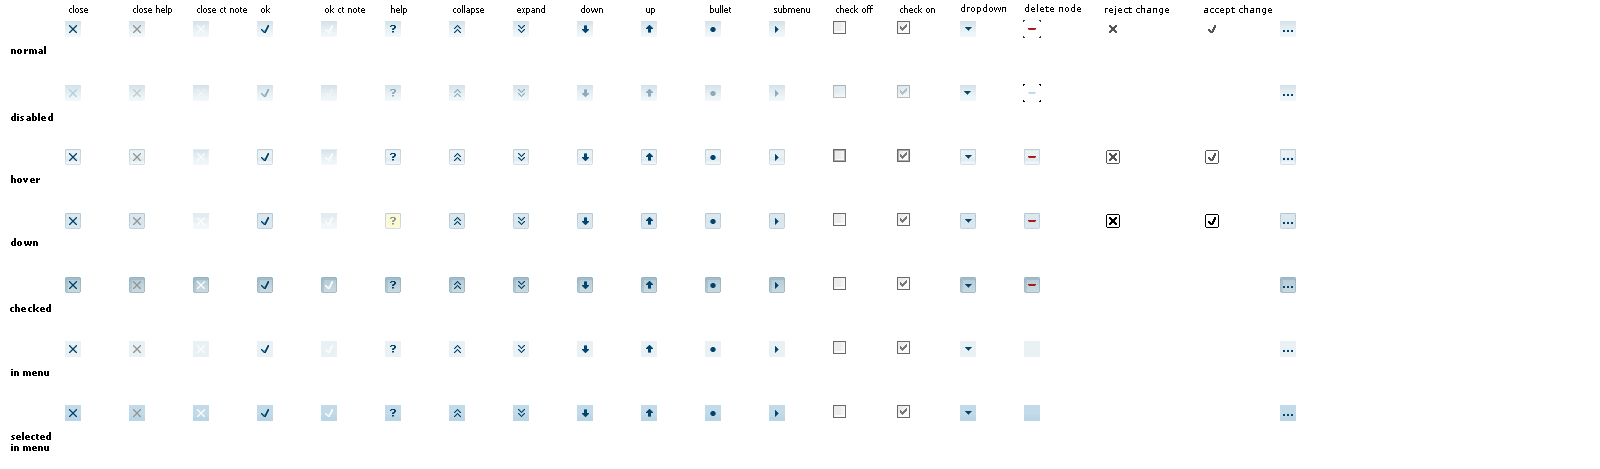 close close help close ct note ok ok ct note help collapse expand down up bullet submenu check off check on dropdown delete node reject change accept change
normal
disabled
hover
down
checked
in menu
selected
in menu